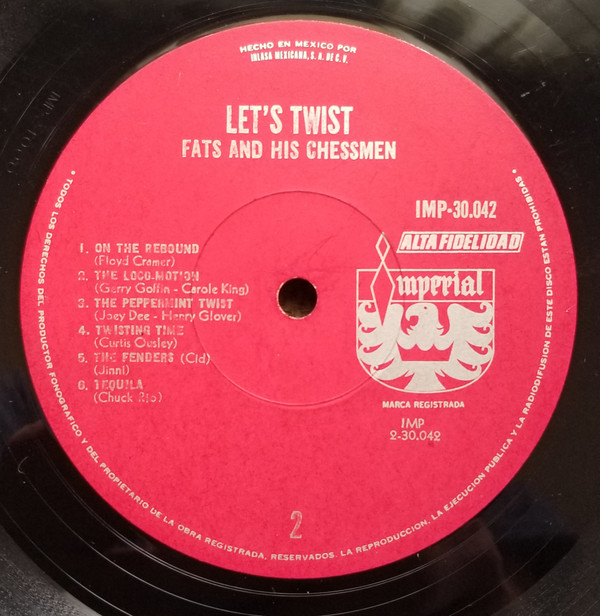 HECHO EN MEXICO POR
IMLASA MEXICANA, S. A. DE C. V.
LET'S TWIST
FATS AND HIS CHESSMEN
IMP-30.042
ALTA FIDELIDAD
Imperial
MARCA REGISTRADA
IMP
2-30.042
1. ON THE REBOUND
(Floyd Cramer)
2. THE LOCO-MOTION
(Gerry Goffin - Carole King)
3. THE PEPPERMINT TWIST
(Joey Dee - Henry Glover)
4. TWISTING TIME
(Curtis Ousley)
5. THE FENDERS (Cid)
(Jinni)
6. TEQUILA
(Chuck Rio)
2
• TODOS LOS DERECHOS DEL PRODUCTOR FONOGRAFICO Y DEL PROPIETARIO DE LA OBRA REGISTRADA, RESERVADOS. LA REPRODUCCION, LA EJECUCION PUBLICA Y LA RADIODIFUSION DE ESTE DISCO ESTAN PROHIBIDAS •